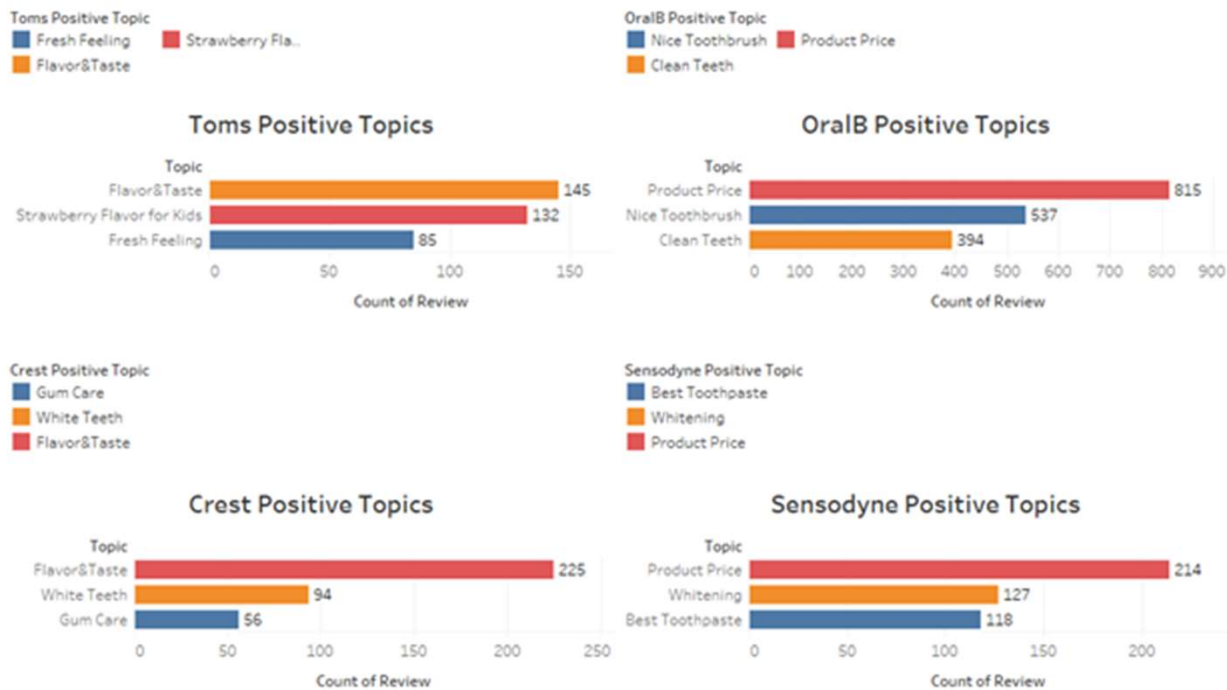 Toms Positive Topic
Fresh Feeling Strawberry Fla..
Flavor&Taste
Toms Positive Topics
Topic
Flavor&Taste 145
Strawberry Flavor for Kids 132
Fresh Feeling 85
0 50 100 150
Count of Review
OralB Positive Topic
Nice Toothbrush Product Price
Clean Teeth
OralB Positive Topics
Topic
Product Price 815
Nice Toothbrush 537
Clean Teeth 394
0 100 200 300 400 500 600 700 800 900
Count of Review
Crest Positive Topic
Gum Care
White Teeth
Flavor&Taste
Crest Positive Topics
Topic
Flavor&Taste 225
White Teeth 94
Gum Care 56
0 50 100 150 200 250
Count of Review
Sensodyne Positive Topic
Best Toothpaste
Whitening
Product Price
Sensodyne Positive Topics
Topic
Product Price 214
Whitening 127
Best Toothpaste 118
0 50 100 150 200
Count of Review